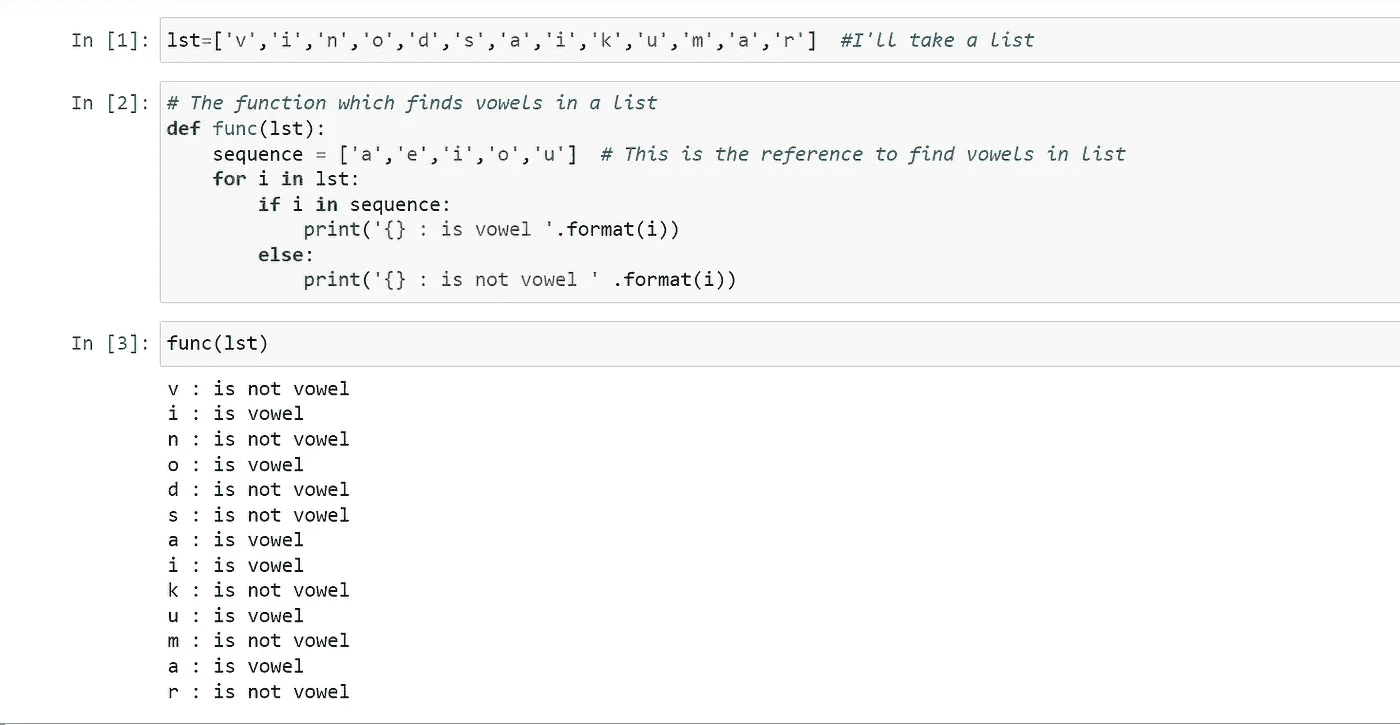 In [1]: lst=['v','i','n','o','d','s','a','i','k','u','m','a','r']  #I'll take a list
In [2]: # The function which finds vowels in a list
def func(lst):
    sequence = ['a','e','i','o','u']  # This is the reference to find vowels in list
    for i in lst:
        if i in sequence:
            print('{} : is vowel '.format(i))
        else:
            print('{} : is not vowel ' .format(i))
In [3]: func(lst)
v : is not vowel
i : is vowel
n : is not vowel
o : is vowel
d : is not vowel
s : is not vowel
a : is vowel
i : is vowel
k : is not vowel
u : is vowel
m : is not vowel
a : is vowel
r : is not vowel